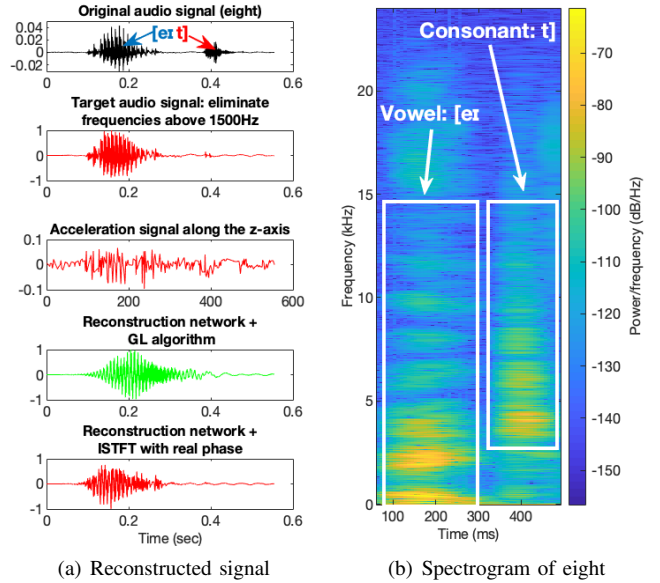 Original audio signal (eight)
0.04
0.02
0
-0.02
[eɪ t]
0 0.2 0.4 0.6
Target audio signal: eliminate
frequencies above 1500Hz
1
0
-1
0 0.2 0.4 0.6
Acceleration signal along the z-axis
0.1
0
-0.1
0 200 400 600
Reconstruction network +
GL algorithm
1
0
-1
0 0.2 0.4 0.6
Reconstruction network +
ISTFT with real phase
1
0
-1
0 0.2 0.4 0.6
Time (sec)
(a) Reconstructed signal
Consonant: t]
Vowel: [eɪ
20
15
10
5
0
Frequency (kHz)
100 200 300 400
Time (ms)
-70
-80
-90
-100
-110
-120
-130
-140
-150
Power/frequency (dB/Hz)
(b) Spectrogram of eight